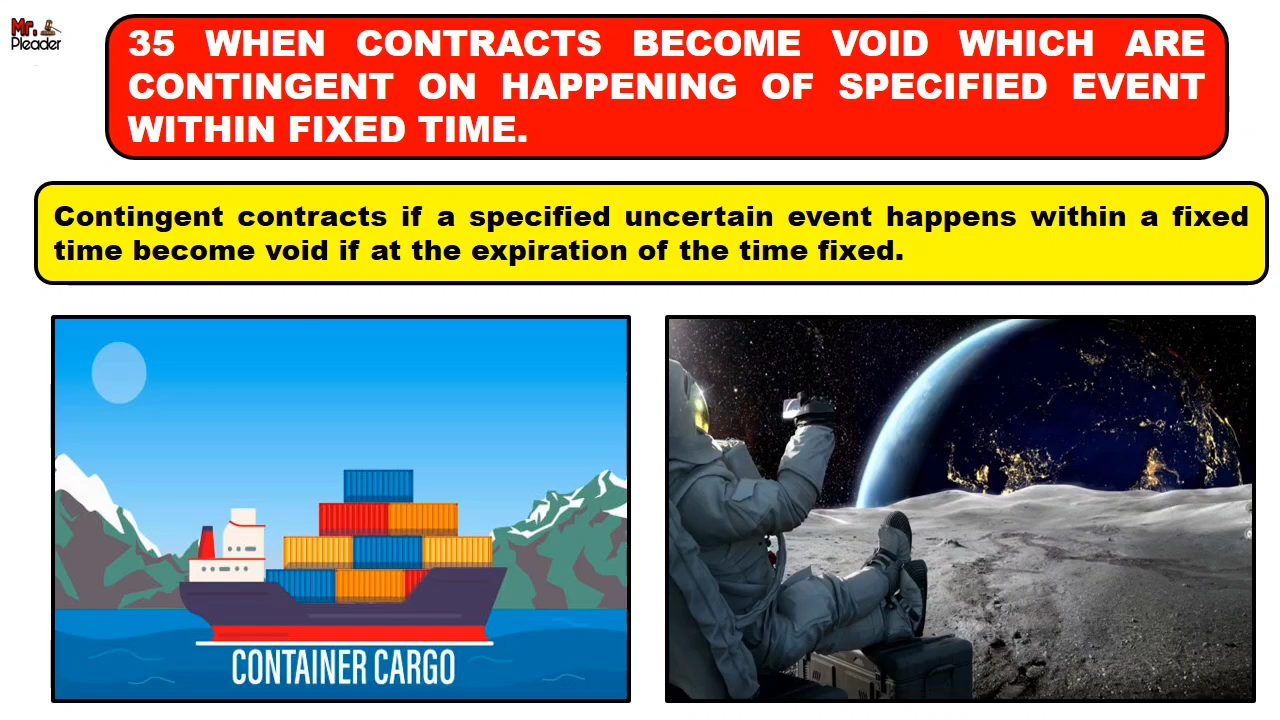 Mr.
Pleader
35 WHEN CONTRACTS BECOME VOID WHICH ARE
CONTINGENT ON HAPPENING OF SPECIFIED EVENT
WITHIN FIXED TIME.
Contingent contracts if a specified uncertain event happens within a fixed
time become void if at the expiration of the time fixed.
CONTAINER CARGO